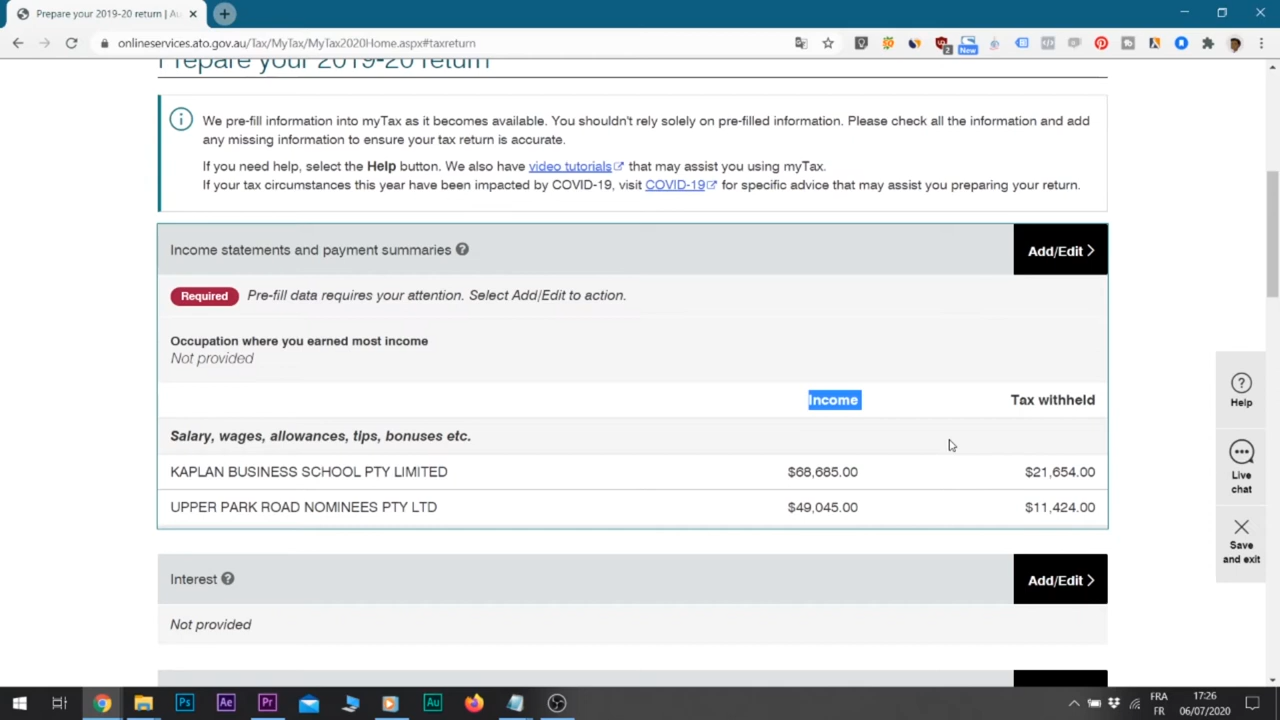 Prepare your 2019-20 return | Au
onlineservices.ato.gov.au/Tax/MyTax/MyTax2020Home.aspx#taxreturn
2
New
Prepare your 2019-20 return
We pre-fill information into myTax as it becomes available. You shouldn't rely solely on pre-filled information. Please check all the information and add
any missing information to ensure your tax return is accurate.
If you need help, select the Help button. We also have video tutorials that may assist you using myTax.
If your tax circumstances this year have been impacted by COVID-19, visit COVID-19 for specific advice that may assist you preparing your return.
Income statements and payment summaries ?
Add/Edit
Required Pre-fill data requires your attention. Select Add/Edit to action.
Occupation where you earned most income
Not provided
Income Tax withheld
Salary, wages, allowances, tips, bonuses etc.
KAPLAN BUSINESS SCHOOL PTY LIMITED $68,685.00 $21,654.00
UPPER PARK ROAD NOMINEES PTY LTD $49,045.00 $11,424.00
Interest ?
Add/Edit
Not provided
?
Help
Live
chat
Save
and exit
Ps
Ae
Pr
Au
FRA
FR
17:26
06/07/2020